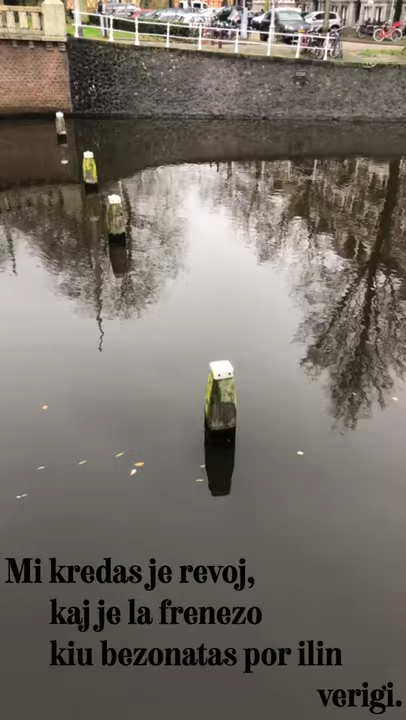 Mi kredas je revoj,
kaj je la frenezo
kiu bezonatas por ilin
verigi.